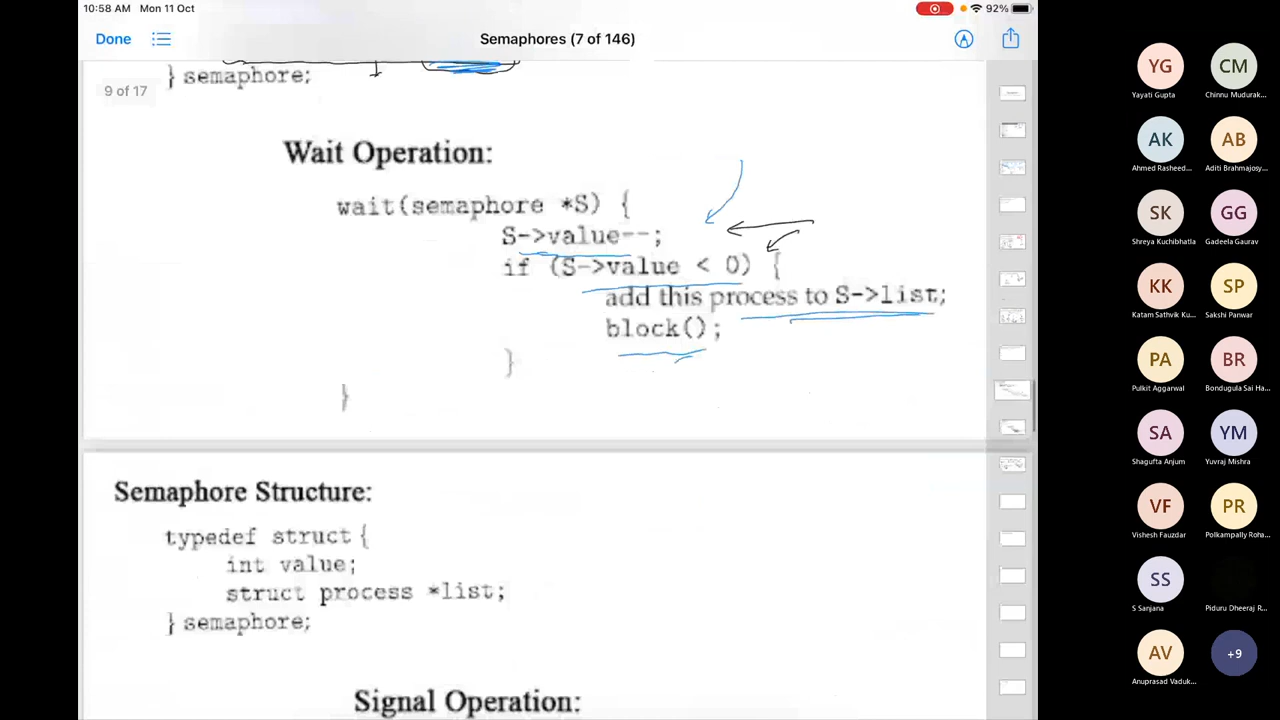 10:58 AM Mon 11 Oct
92%
Done
Semaphores (7 of 146)
} semaphore;
9 of 17
Wait Operation:
wait(semaphore *S) {
S->value--;
if (S->value < 0) {
add this process to S->list;
block();
}
}
Semaphore Structure:
typedef struct {
int value;
struct process *list;
} semaphore;
Signal Operation:
YG CM
Yayati Gupta Chinnu Mudurak...
AK AB
Ahmed Rasheed... Aditi Brahmajosy...
SK GG
Shreya Kuchibhatla Gadeela Gaurav
KK SP
Katam Sathvik Ku... Sakshi Panwar
PA BR
Pulkit Aggarwal Bondugula Sai Ha...
SA YM
Shagufta Anjum Yuvraj Mishra
VF PR
Vishesh Fauzdar Polkampally Roha...
SS
S Sanjana Piduru Dheeraj R...
AV +9
Anuprasad Vaduk...